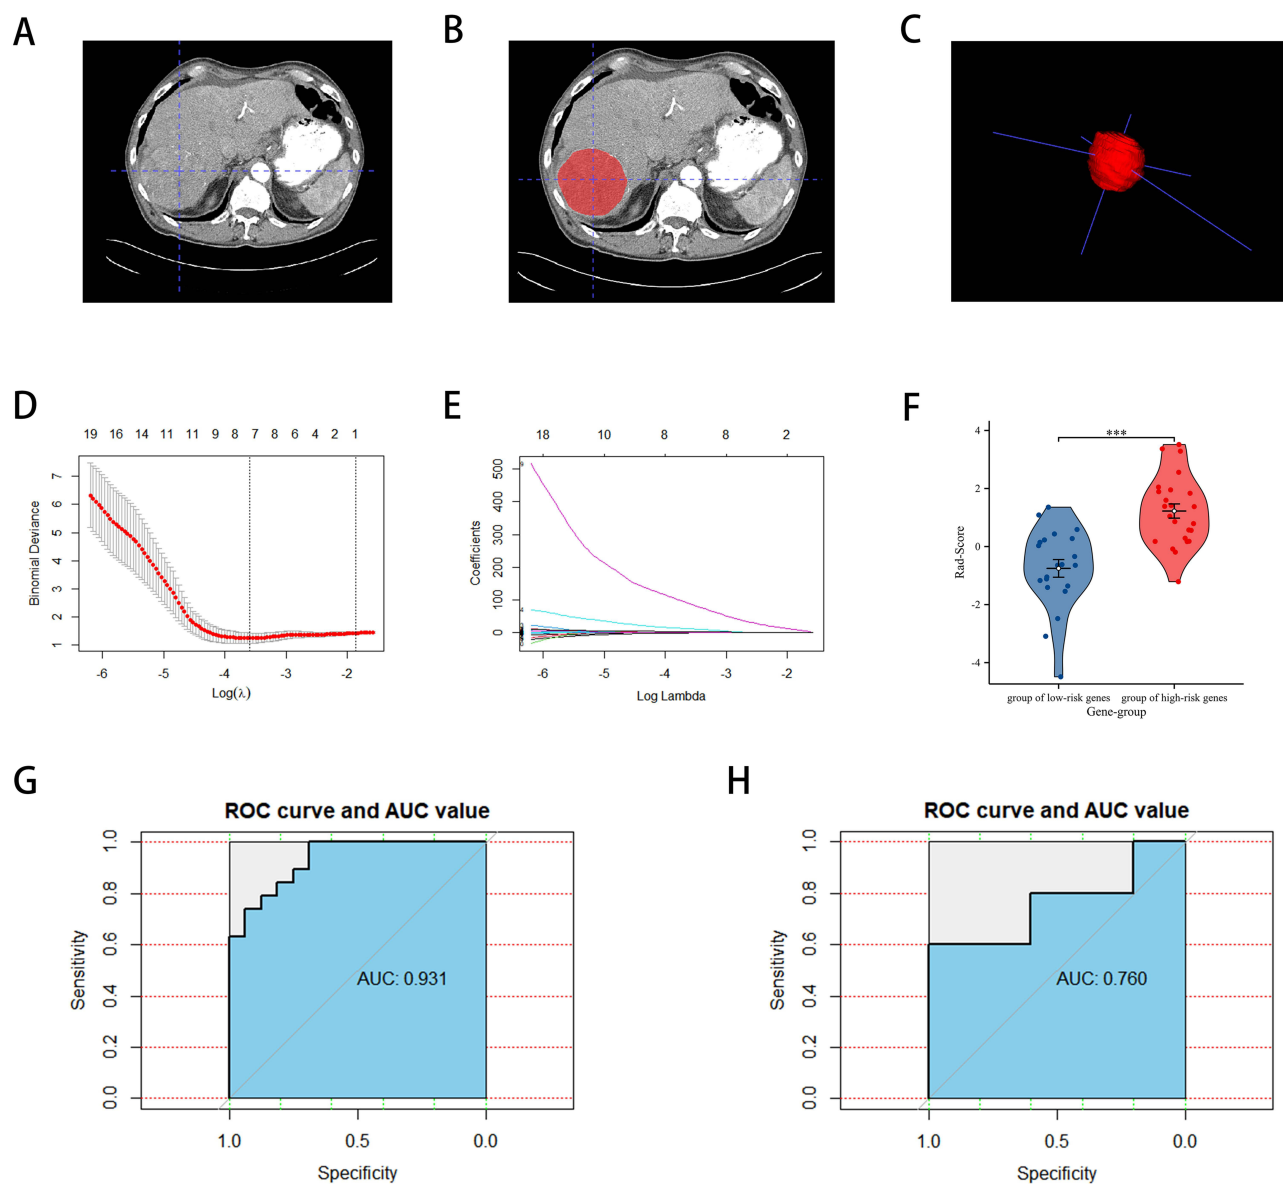 A
B
C
D
19 16 14 11 11 9 8 7 8 6 4 2 1
Binomial Deviance
7
6
5
4
3
2
1
-6 -5 -4 -3 -2
Log(λ)
E
18 10 8 8 2
Coefficients
500
400
300
200
100
0
-6 -5 -4 -3 -2
Log Lambda
F
***
Rad-Score
4
2
0
-2
-4
group of low-risk genes group of high-risk genes
Gene-group
G
ROC curve and AUC value
Sensitivity
1.0
0.8
0.6
0.4
0.2
0.0
AUC: 0.931
1.0 0.5 0.0
Specificity
H
ROC curve and AUC value
Sensitivity
1.0
0.8
0.6
0.4
0.2
0.0
AUC: 0.760
1.0 0.5 0.0
Specificity